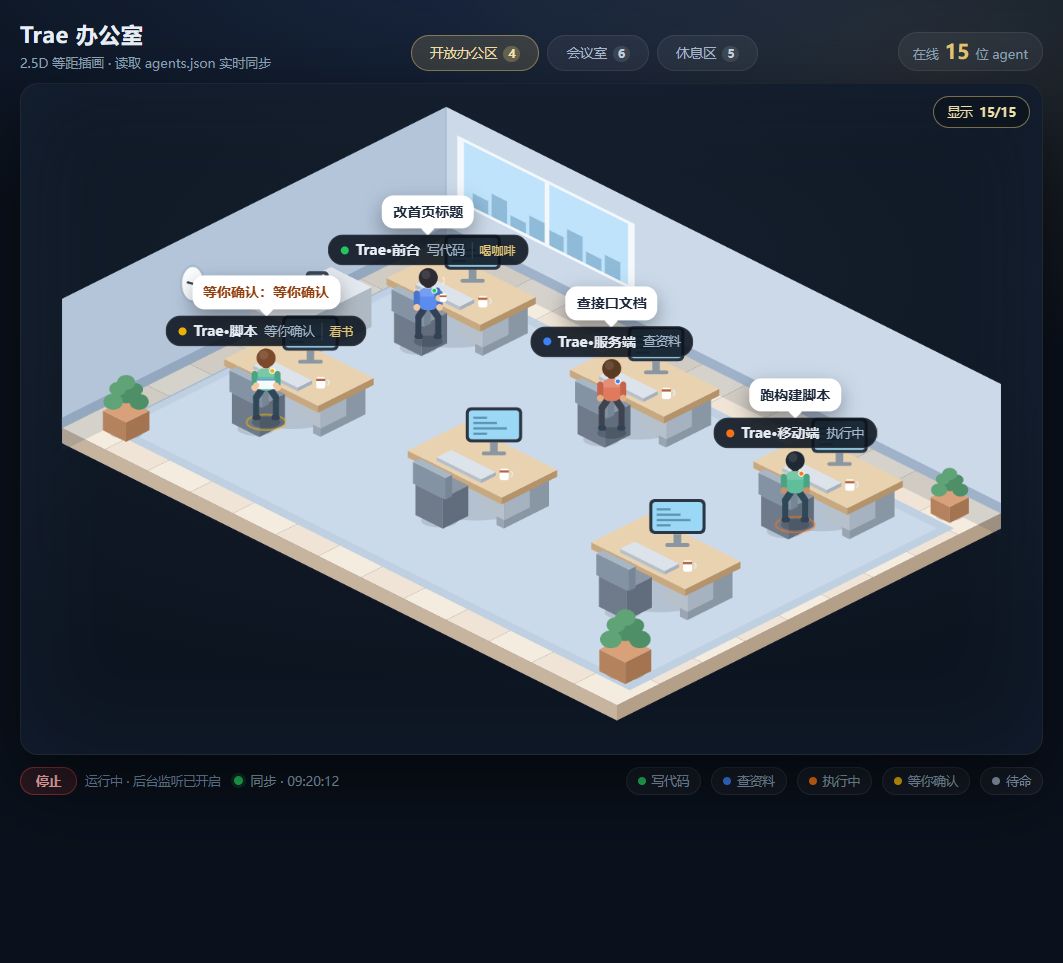 Trae 办公室
2.5D 等距插画 · 读取 agents.json 实时同步
开放办公区 4
会议室 6
休息区 5
在线 15 位 agent
显示 15/15
改首页标题
Trae•前台 写代码 喝咖啡
等你确认：等你确认
Trae•脚本 等你确认 看书
查接口文档
Trae•服务端 查资料
跑构建脚本
Trae•移动端 执行中
停止 运行中 · 后台监听已开启 同步 · 09:20:12
写代码 查资料 执行中 等你确认 待命